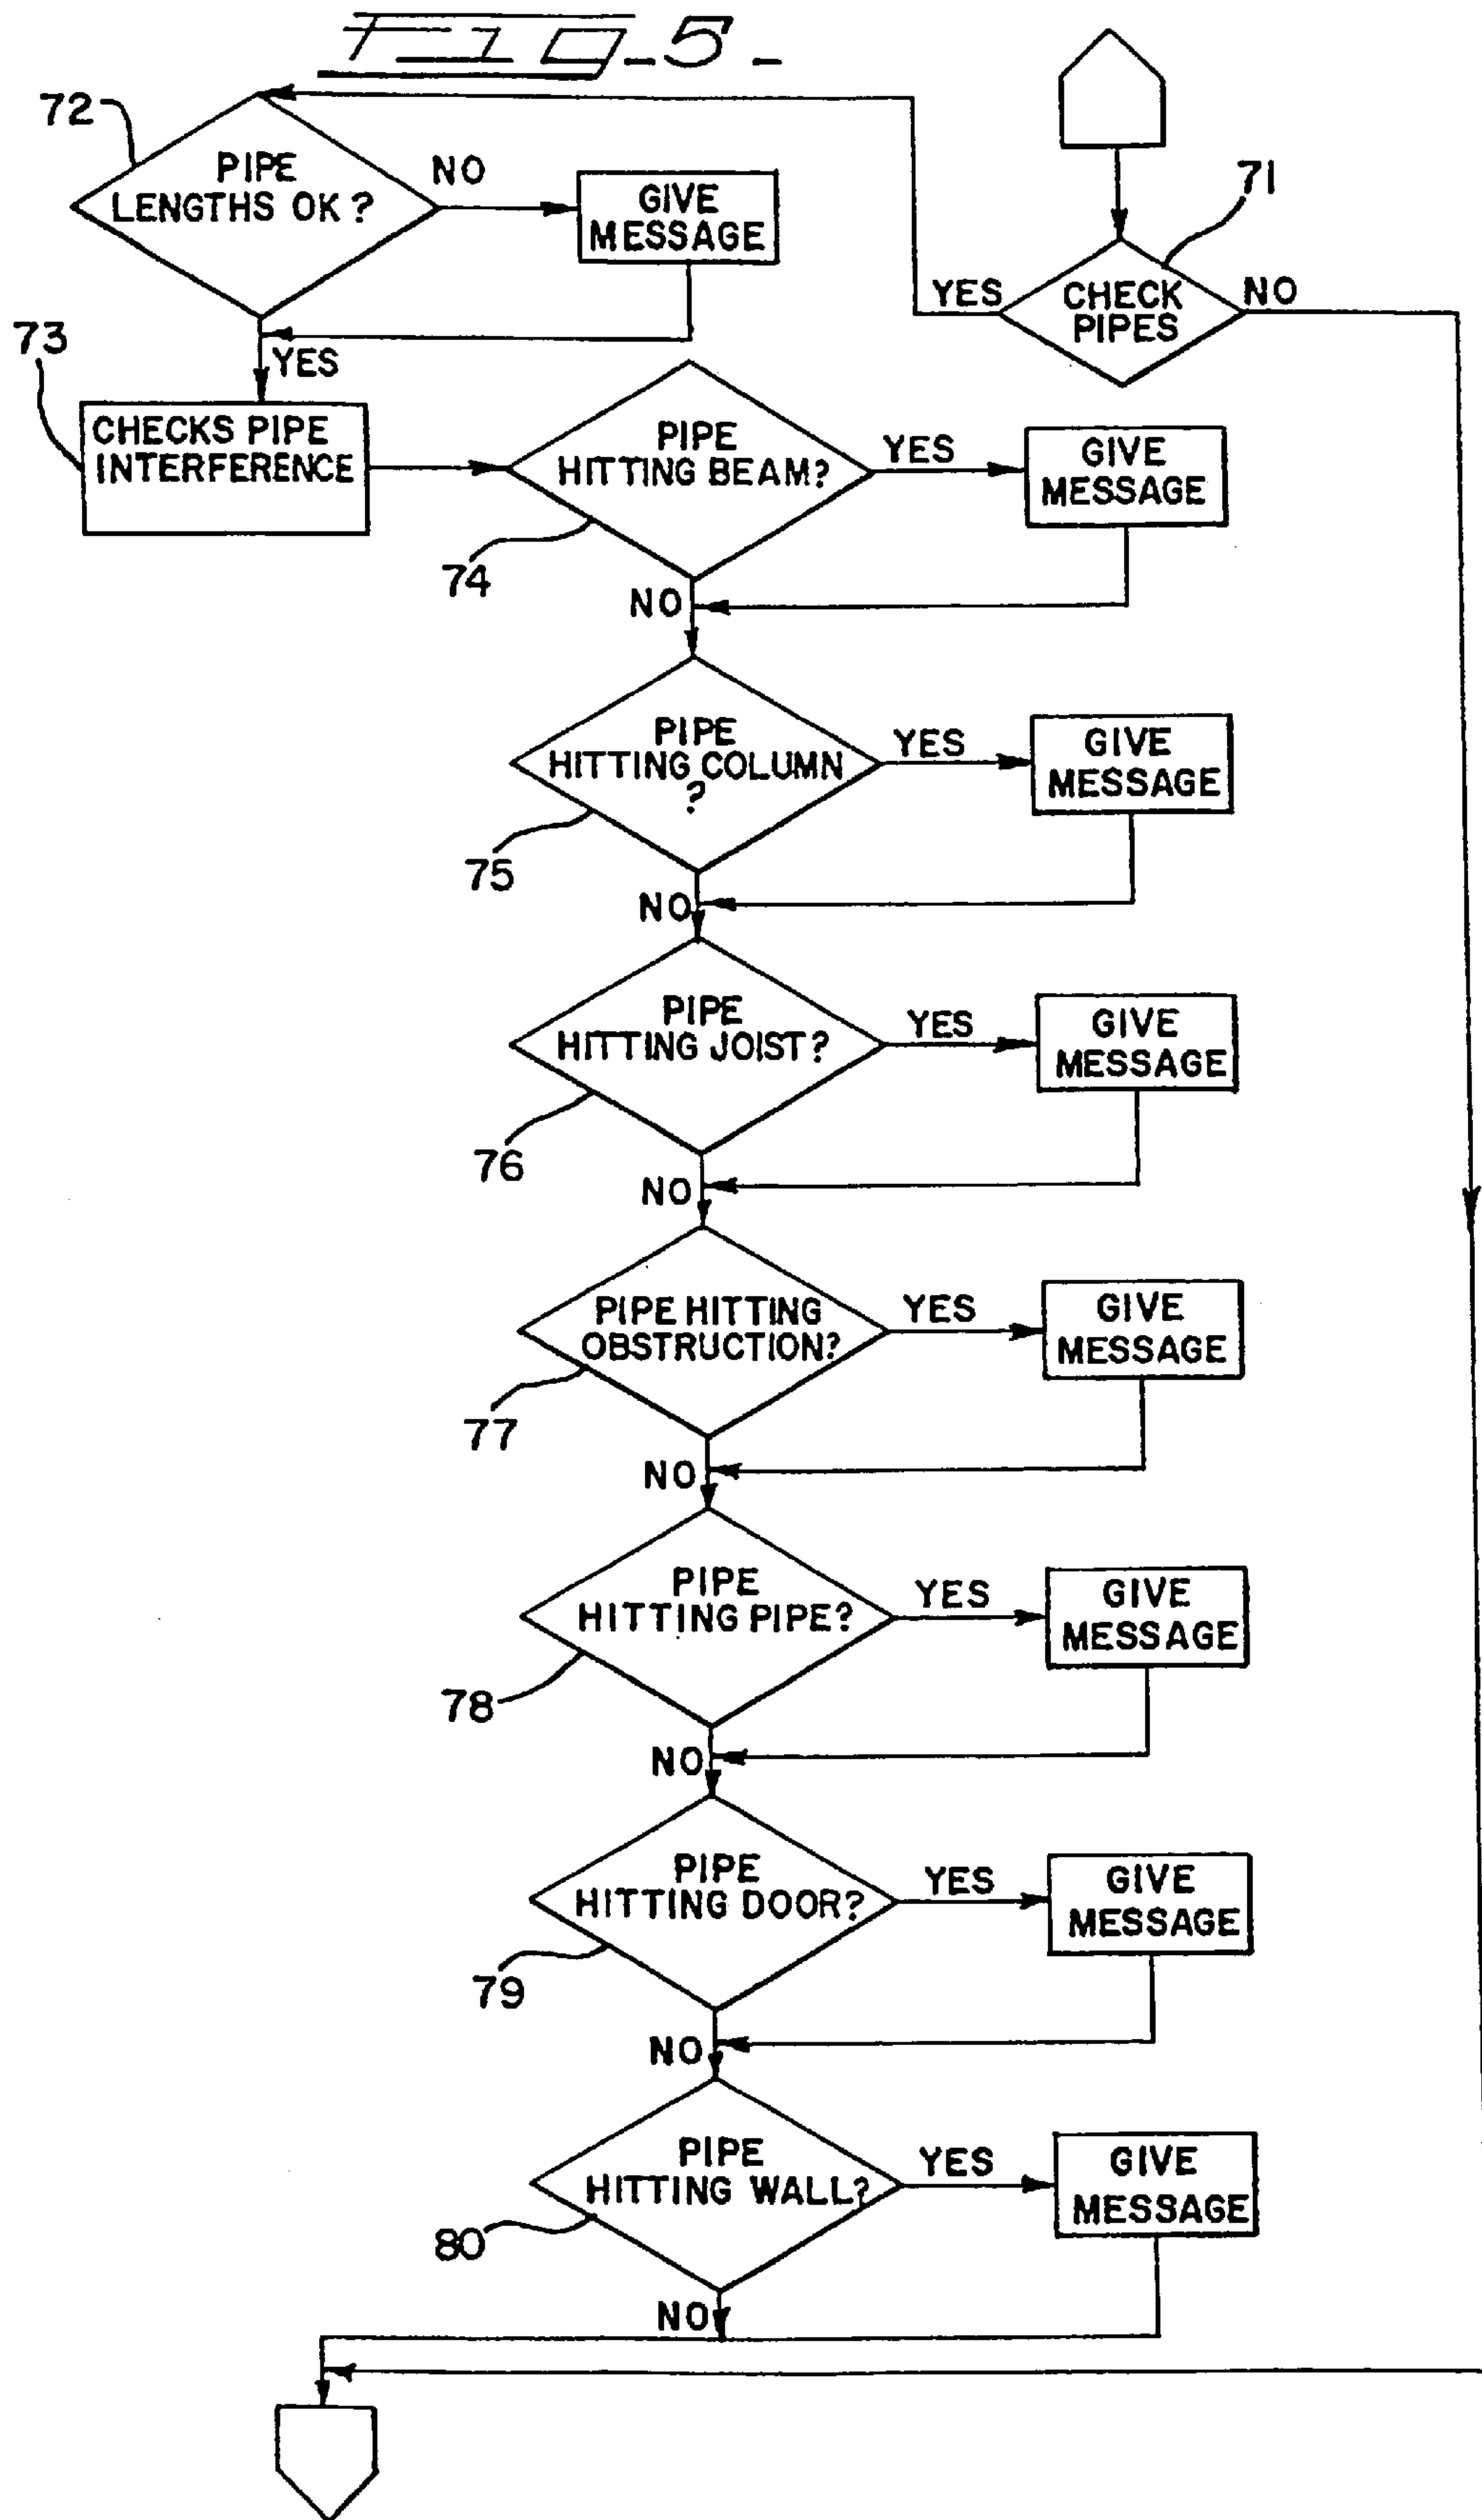 FIG_5_
72
PIPE
LENGTHS OK?
NO
GIVE
MESSAGE
71
CHECK
PIPES
YES
NO
73
YES
CHECKS PIPE
INTERFERENCE
PIPE
HITTING BEAM?
YES
GIVE
MESSAGE
74
NO
PIPE
HITTING COLUMN
?
YES
GIVE
MESSAGE
75
NO
PIPE
HITTING JOIST?
YES
GIVE
MESSAGE
76
NO
PIPE HITTING
OBSTRUCTION?
YES
GIVE
MESSAGE
77
NO
PIPE
HITTING PIPE?
YES
GIVE
MESSAGE
78
NO
PIPE
HITTING DOOR?
YES
GIVE
MESSAGE
79
NO
PIPE
HITTING WALL?
YES
GIVE
MESSAGE
80
NO